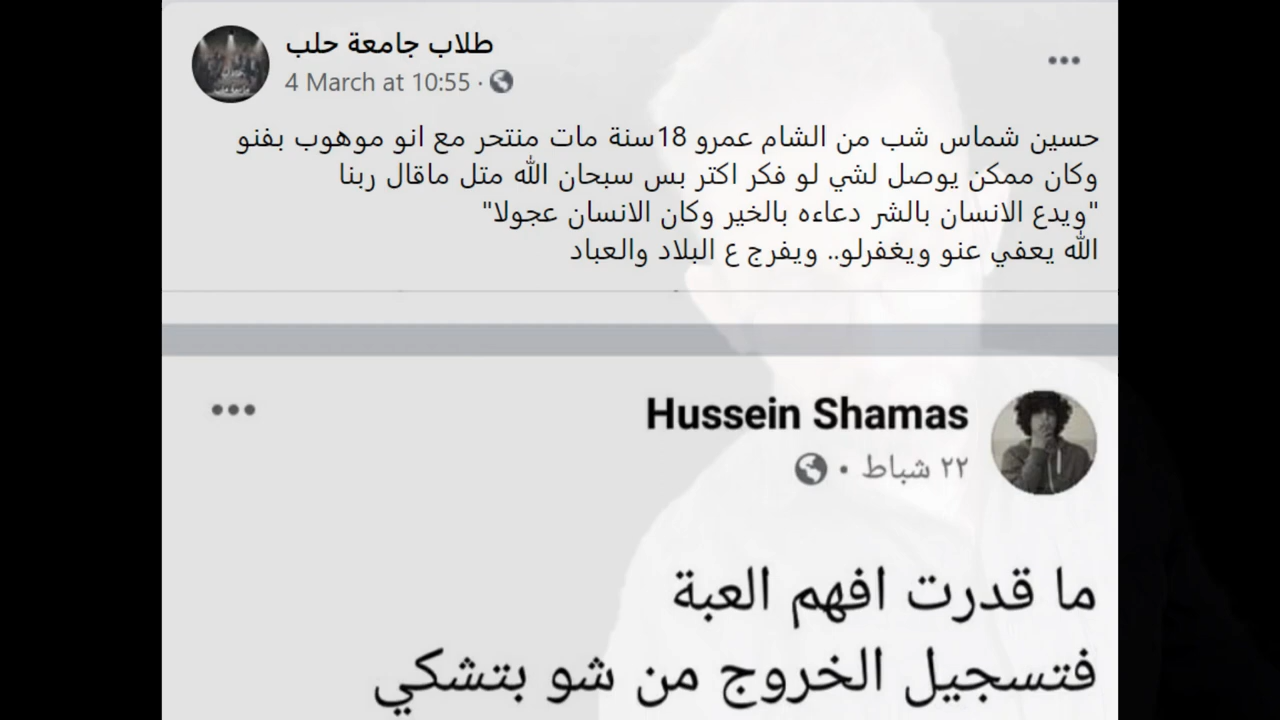 طلاب جامعة حلب
4 March at 10:55 ·
حسين شماس شب من الشام عمرو 18سنة مات منتحر مع انو موهوب بفنو
وكان ممكن يوصل لشي لو فكر اكتر بس سبحان الله متل ماقال ربنا
"ويدع الانسان بالشر دعاءه بالخير وكان الانسان عجولا"
الله يعفي عنو ويغفرلو.. ويفرج ع البلاد والعباد
Hussein Shamas
٢٢ شباط •
ما قدرت افهم العبة
فتسجيل الخروج من شو بتشكي